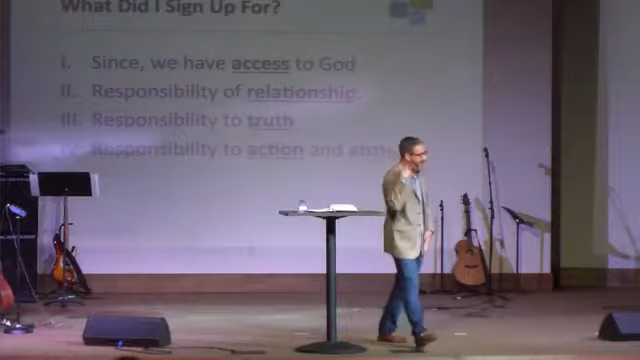 What Did I Sign Up For?
I. Since, we have access to God
II. Responsibility of relationship
III. Responsibility to truth
IV. Responsibility to action and